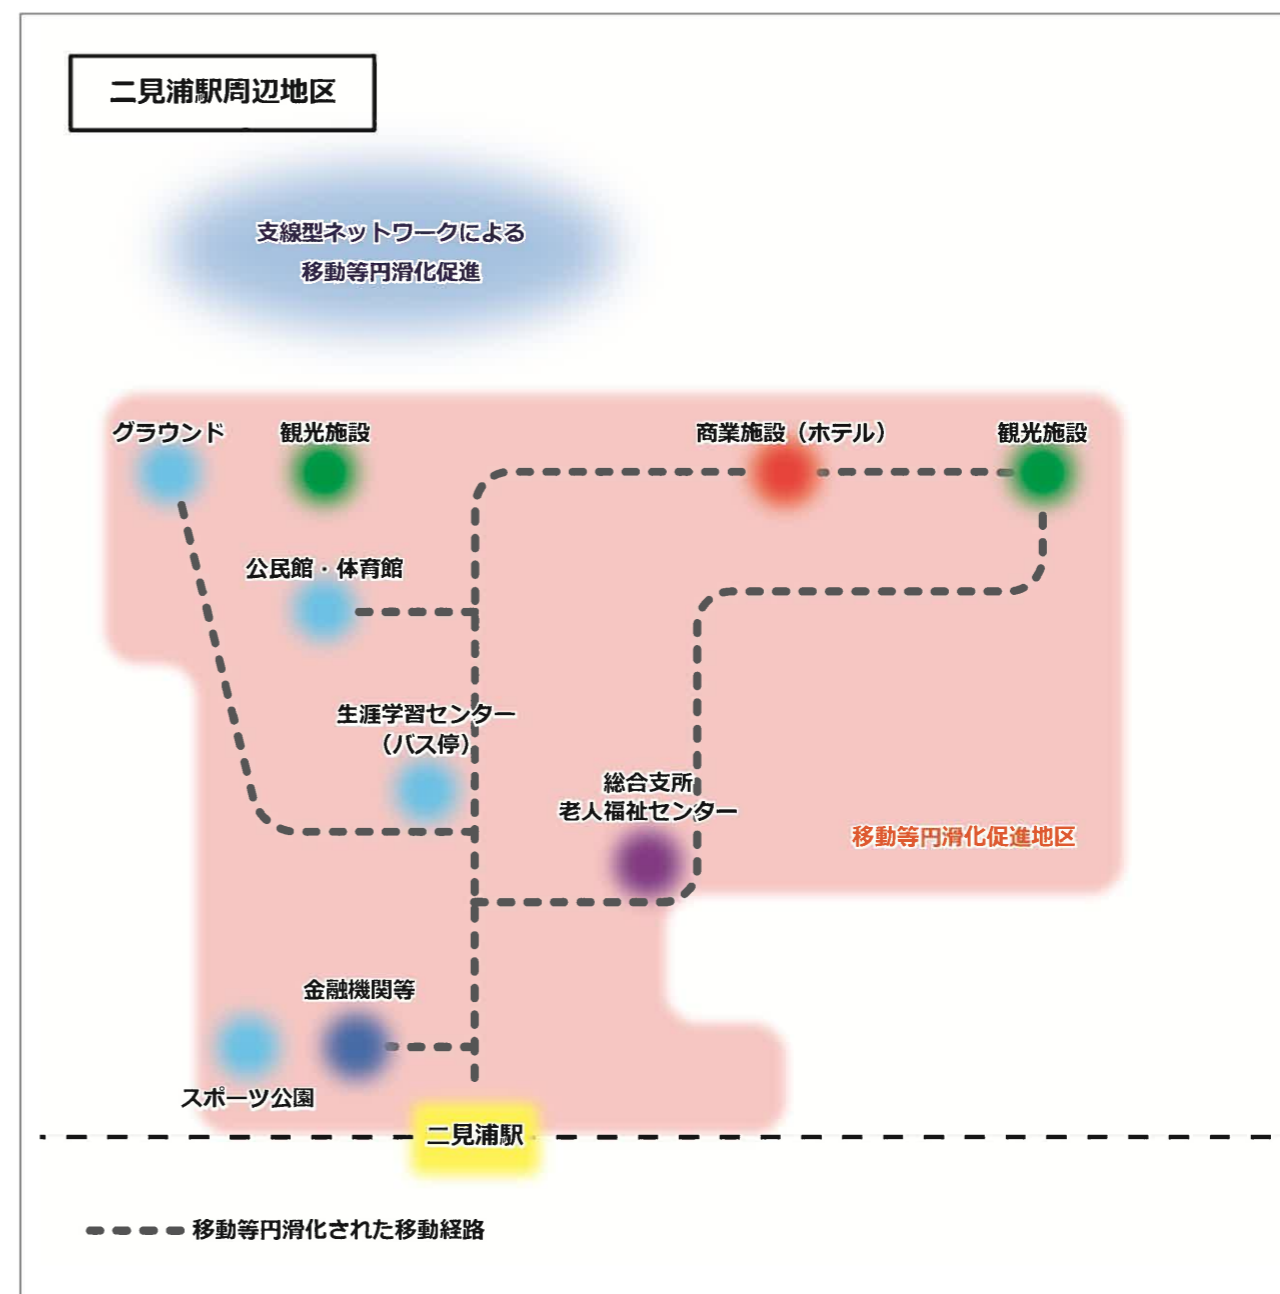 二見浦駅周辺地区
支線型ネットワークによる
移動等円滑化促進
グラウンド
観光施設
商業施設（ホテル）
観光施設
公民館・体育館
生涯学習センター
（バス停）
総合支所
老人福祉センター
移動等円滑化促進地区
金融機関等
スポーツ公園
二見浦駅
移動等円滑化された移動経路